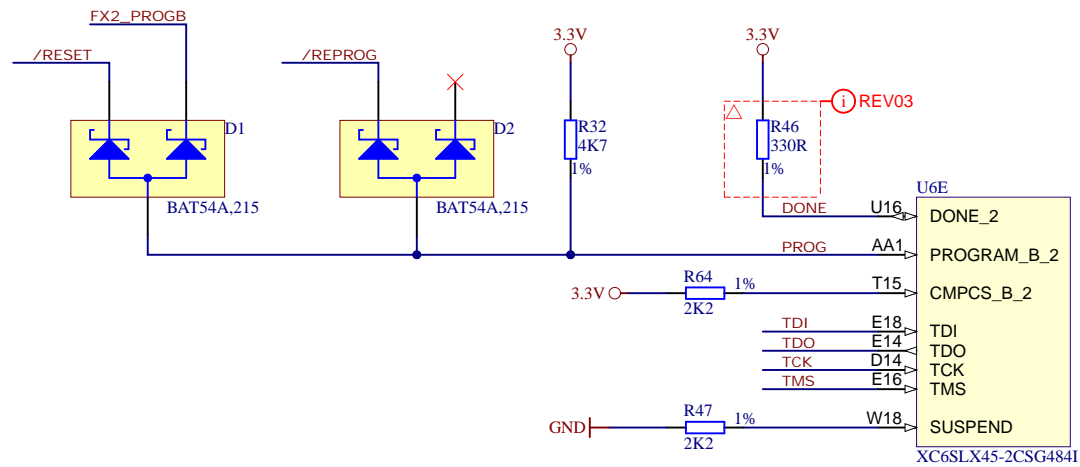 FX2_PROGB
/RESET
/REPROG
3.3V
3.3V
REV03
D1
D2
R32
4K7
1%
R46
330R
1%
BAT54A,215
BAT54A,215
U6E
DONE
U16
DONE_2
PROG
AA1
PROGRAM_B_2
3.3V
R64
1%
2K2
T15
CMPCS_B_2
TDI
E18
TDI
TDO
E14
TDO
TCK
D14
TCK
TMS
E16
TMS
GND
R47
1%
2K2
W18
SUSPEND
XC6SLX45-2CSG484I